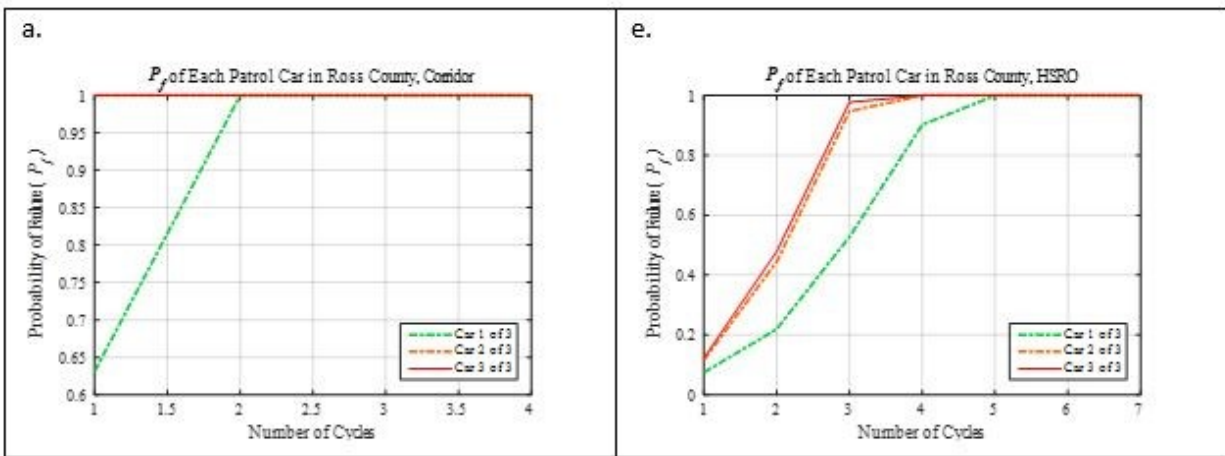 a.
P_f of Each Patrol Car in Ross County, Corridor
1
0.95
0.9
0.85
0.8
0.75
0.7
0.65
0.6
Probability of Failure ( P_f )
1 1.5 2 2.5 3 3.5 4
Number of Cycles
Car 1 of 3
Car 2 of 3
Car 3 of 3
e.
P_f of Each Patrol Car in Ross County, HSRO
1
0.8
0.6
0.4
0.2
0
Probability of Failure ( P_f )
1 2 3 4 5 6 7
Number of Cycles
Car 1 of 3
Car 2 of 3
Car 3 of 3